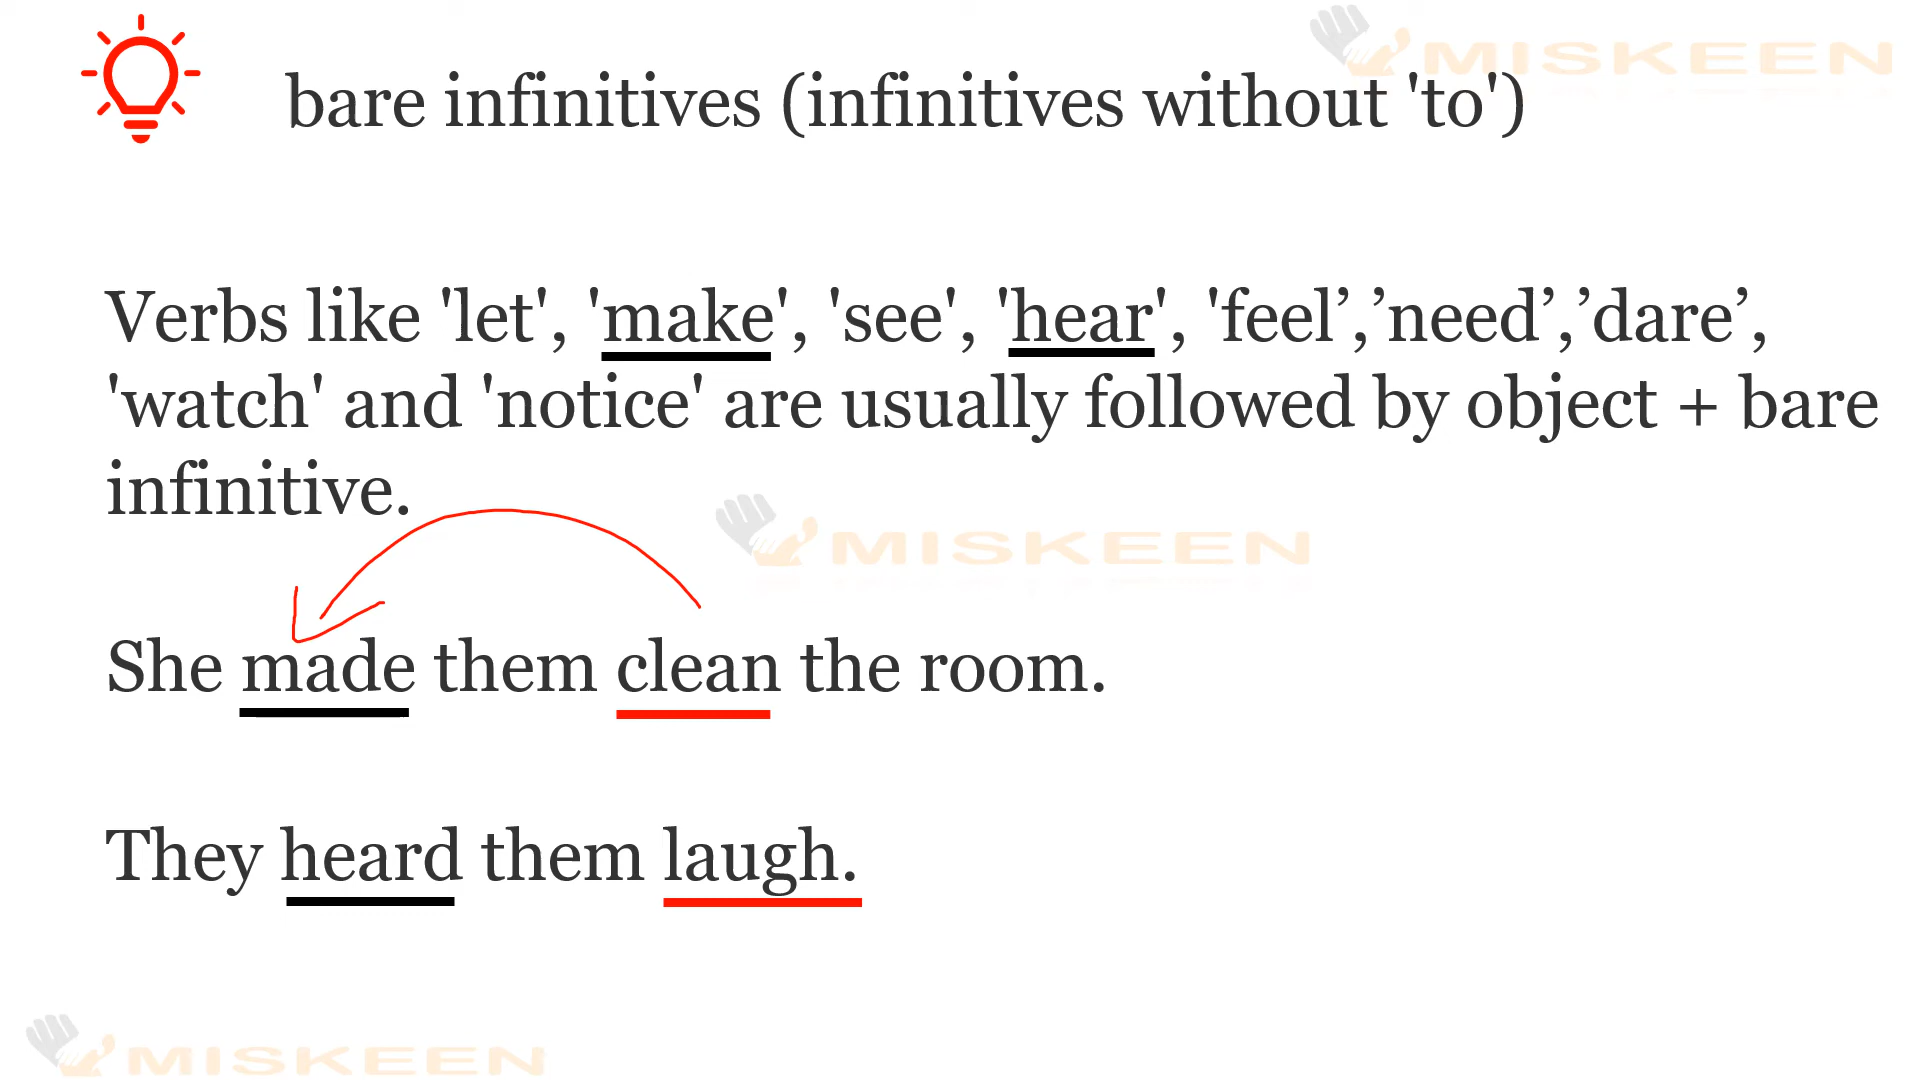 MISKEEN
bare infinitives (infinitives without 'to')
Verbs like 'let', 'make', 'see', 'hear', 'feel’,’need’,’dare’,
'watch' and 'notice' are usually followed by object + bare
infinitive.
MISKEEN
She made them clean the room.
They heard them laugh.
MISKEEN